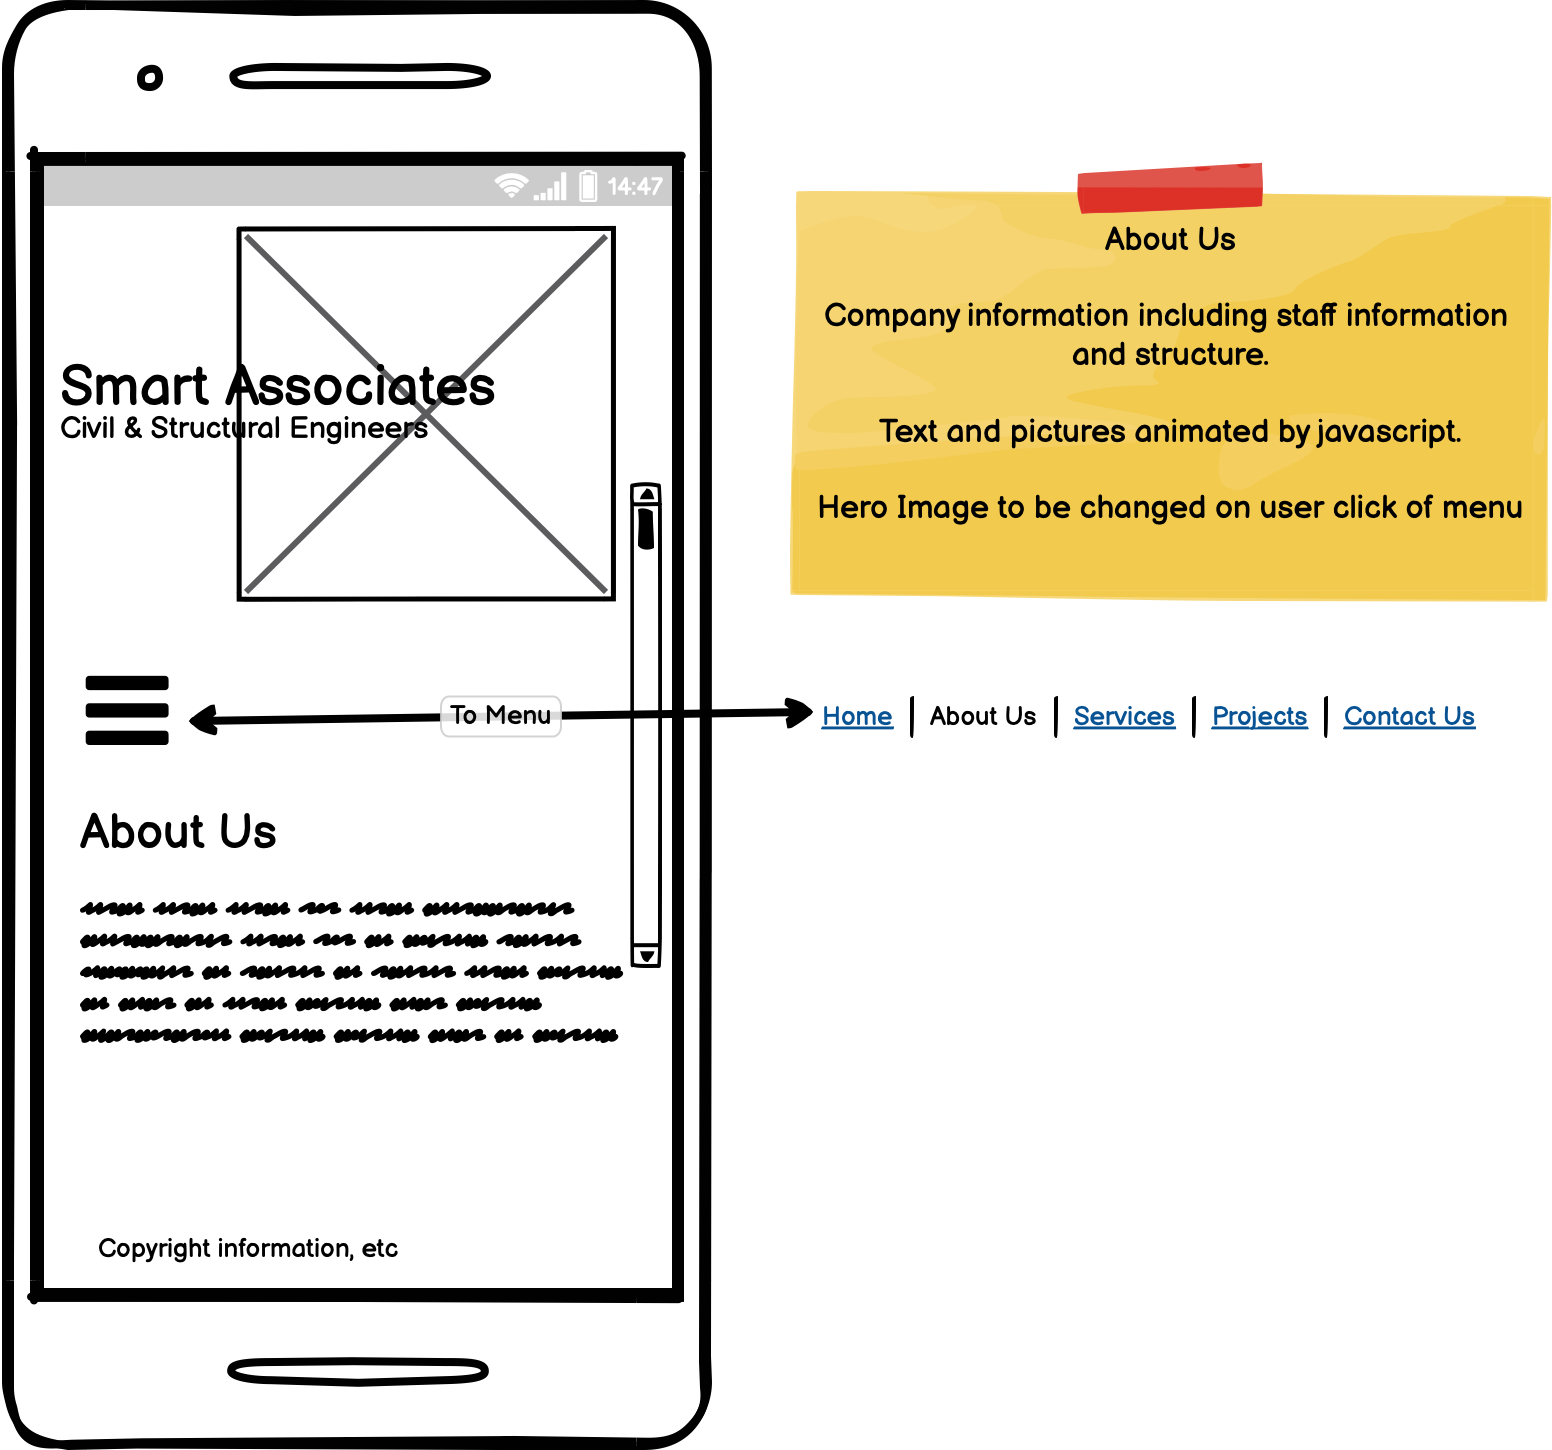 14:47
Smart Associates
Civil & Structural Engineers
To Menu
About Us
Copyright information, etc
About Us
Company information including staff information
and structure.
Text and pictures animated by javascript.
Hero Image to be changed on user click of menu
Home | About Us | Services | Projects | Contact Us